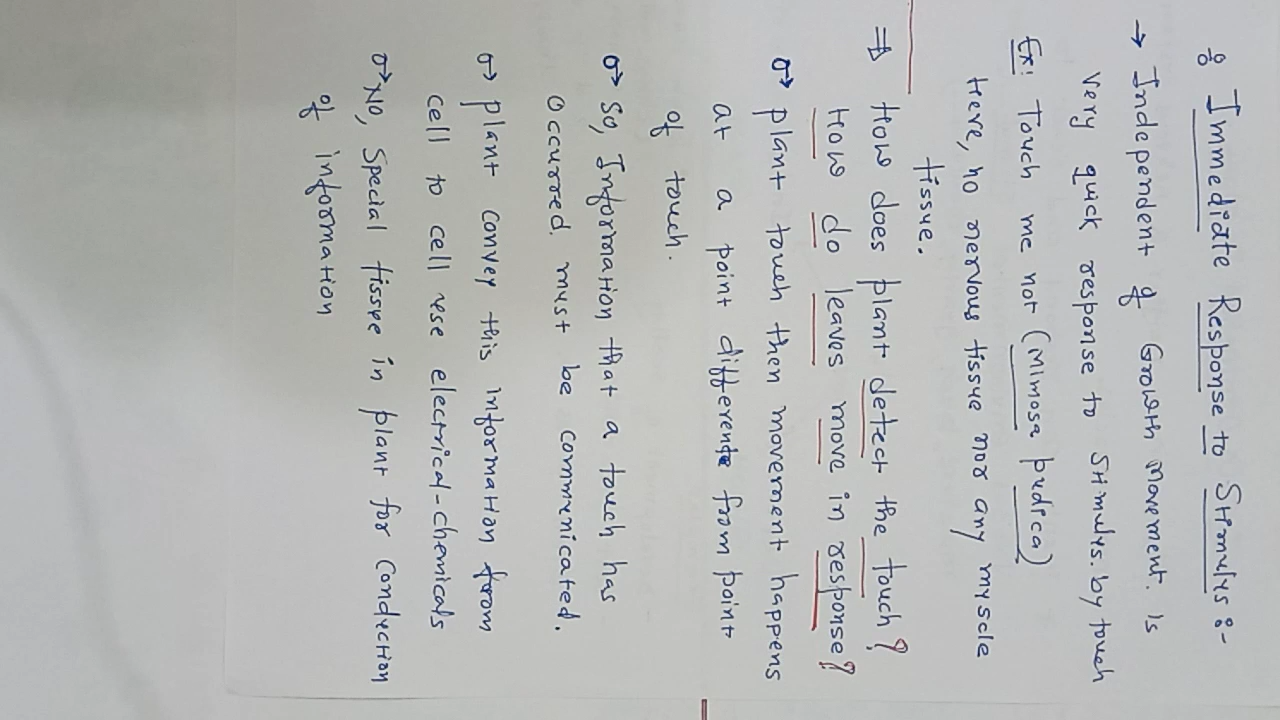 % Immediate Response to Stimulus :-
→ Independent of Growth movement. Is
very quick response to stimulus. by touch
Ex: Touch me not (Mimosa pudica)
Here, no nervous tissue nor any muscle
tissue.
⇒ How does plant detect the touch?
How do leaves move in response?
→ plant touch then movement happens
at a point different from point
of touch.
→ So, Information that a touch has
occurred must be communicated.
→ plant convey this information from
cell to cell use electrical-chemicals
→ No, special tissue in plant for conduction
of information